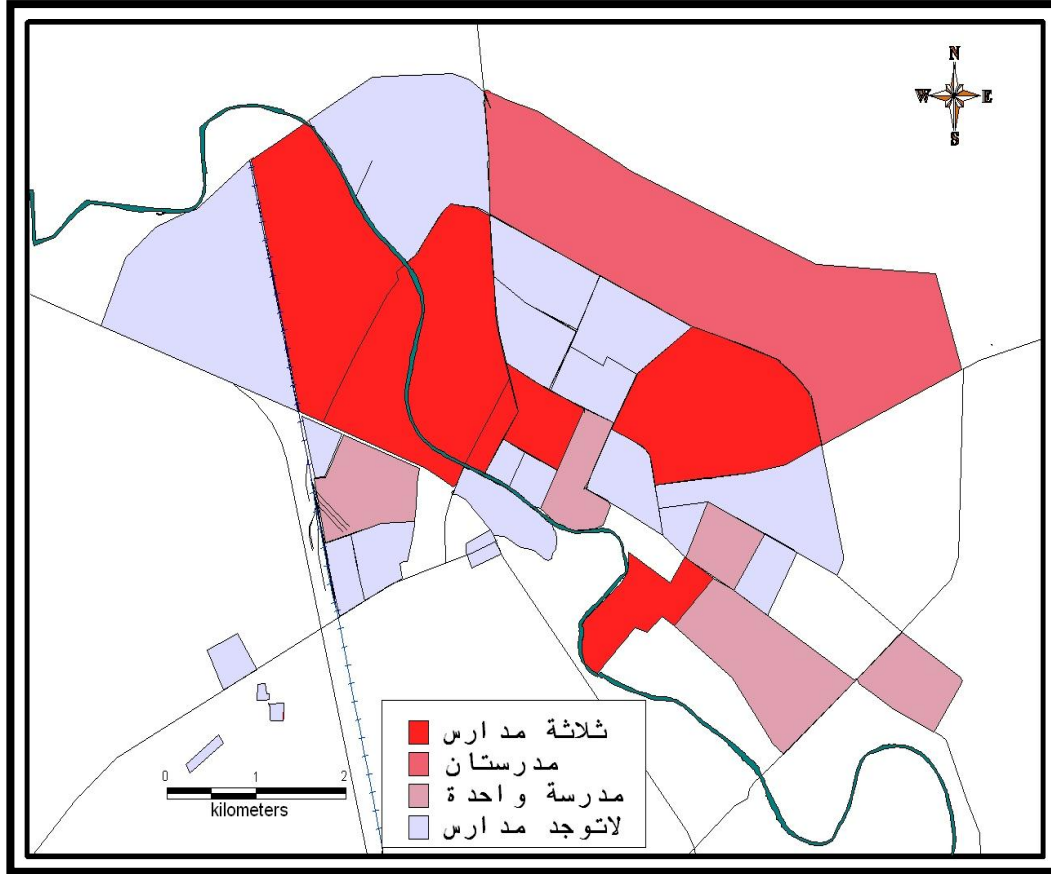 N
W E
S
ثلاثة مدارس
مدرستان
مدرسة واحدة
لاتوجد مدارس
0 1 2
kilometers